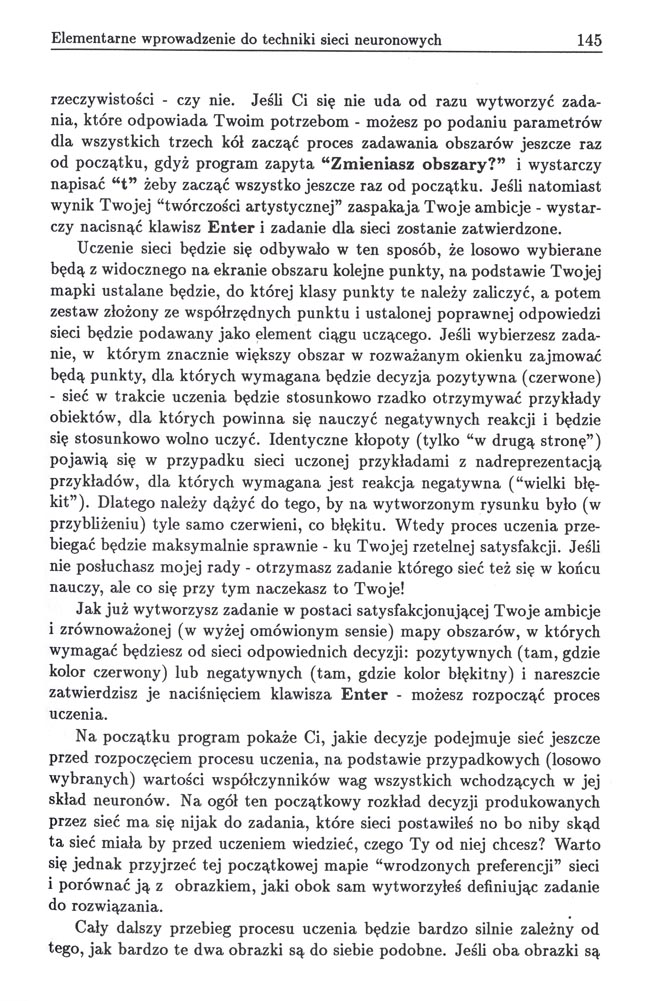 Elementarne wprowadzenie do techniki sieci neuronowych 145
rzeczywistości - czy nie. Jeśli Ci się nie uda od razu wytworzyć zada-
nia, które odpowiada Twoim potrzebom - możesz po podaniu parametrów
dla wszystkich trzech kół zacząć proces zadawania obszarów jeszcze raz
od początku, gdyż program zapyta “Zmieniasz obszary?” i wystarczy
napisać “t” żeby zacząć wszystko jeszcze raz od początku. Jeśli natomiast
wynik Twojej “twórczości artystycznej” zaspakaja Twoje ambicje - wystar-
czy nacisnąć klawisz Enter i zadanie dla sieci zostanie zatwierdzone.
Uczenie sieci będzie się odbywało w ten sposób, że losowo wybierane
będą z widocznego na ekranie obszaru kolejne punkty, na podstawie Twojej
mapki ustalane będzie, do której klasy punkty te należy zaliczyć, a potem
zestaw złożony ze współrzędnych punktu i ustalonej poprawnej odpowiedzi
sieci będzie podawany jako element ciągu uczącego. Jeśli wybierzesz zada-
nie, w którym znacznie większy obszar w rozważanym okienku zajmować
będą punkty, dla których wymagana będzie decyzja pozytywna (czerwone)
- sieć w trakcie uczenia będzie stosunkowo rzadko otrzymywać przykłady
obiektów, dla których powinna się nauczyć negatywnych reakcji i będzie
się stosunkowo wolno uczyć. Identyczne kłopoty (tylko “w drugą stronę”)
pojawią się w przypadku sieci uczonej przykładami z nadreprezentacją
przykładów, dla których wymagana jest reakcja negatywna (“wielki błę-
kit”). Dlatego należy dążyć do tego, by na wytworzonym rysunku było (w
przybliżeniu) tyle samo czerwieni, co błękitu. Wtedy proces uczenia prze-
biegać będzie maksymalnie sprawnie - ku Twojej rzetelnej satysfakcji. Jeśli
nie posłuchasz mojej rady - otrzymasz zadanie którego sieć też się w końcu
nauczy, ale co się przy tym naczekasz to Twoje!
Jak już wytworzysz zadanie w postaci satysfakcjonującej Twoje ambicje
i zrównoważonej (w wyżej omówionym sensie) mapy obszarów, w których
wymagać będziesz od sieci odpowiednich decyzji: pozytywnych (tam, gdzie
kolor czerwony) lub negatywnych (tam, gdzie kolor błękitny) i nareszcie
zatwierdzisz je naciśnięciem klawisza Enter - możesz rozpocząć proces
uczenia.
Na początku program pokaże Ci, jakie decyzje podejmuje sieć jeszcze
przed rozpoczęciem procesu uczenia, na podstawie przypadkowych (losowo
wybranych) wartości współczynników wag wszystkich wchodzących w jej
skład neuronów. Na ogół ten początkowy rozkład decyzji produkowanych
przez sieć ma się nijak do zadania, które sieci postawiłeś no bo niby skąd
ta sieć miała by przed uczeniem wiedzieć, czego Ty od niej chcesz? Warto
się jednak przyjrzeć tej początkowej mapie “wrodzonych preferencji” sieci
i porównać ją z obrazkiem, jaki obok sam wytworzyłeś definiując zadanie
do rozwiązania.
Cały dalszy przebieg procesu uczenia będzie bardzo silnie zależny od
tego, jak bardzo te dwa obrazki są do siebie podobne. Jeśli oba obrazki są